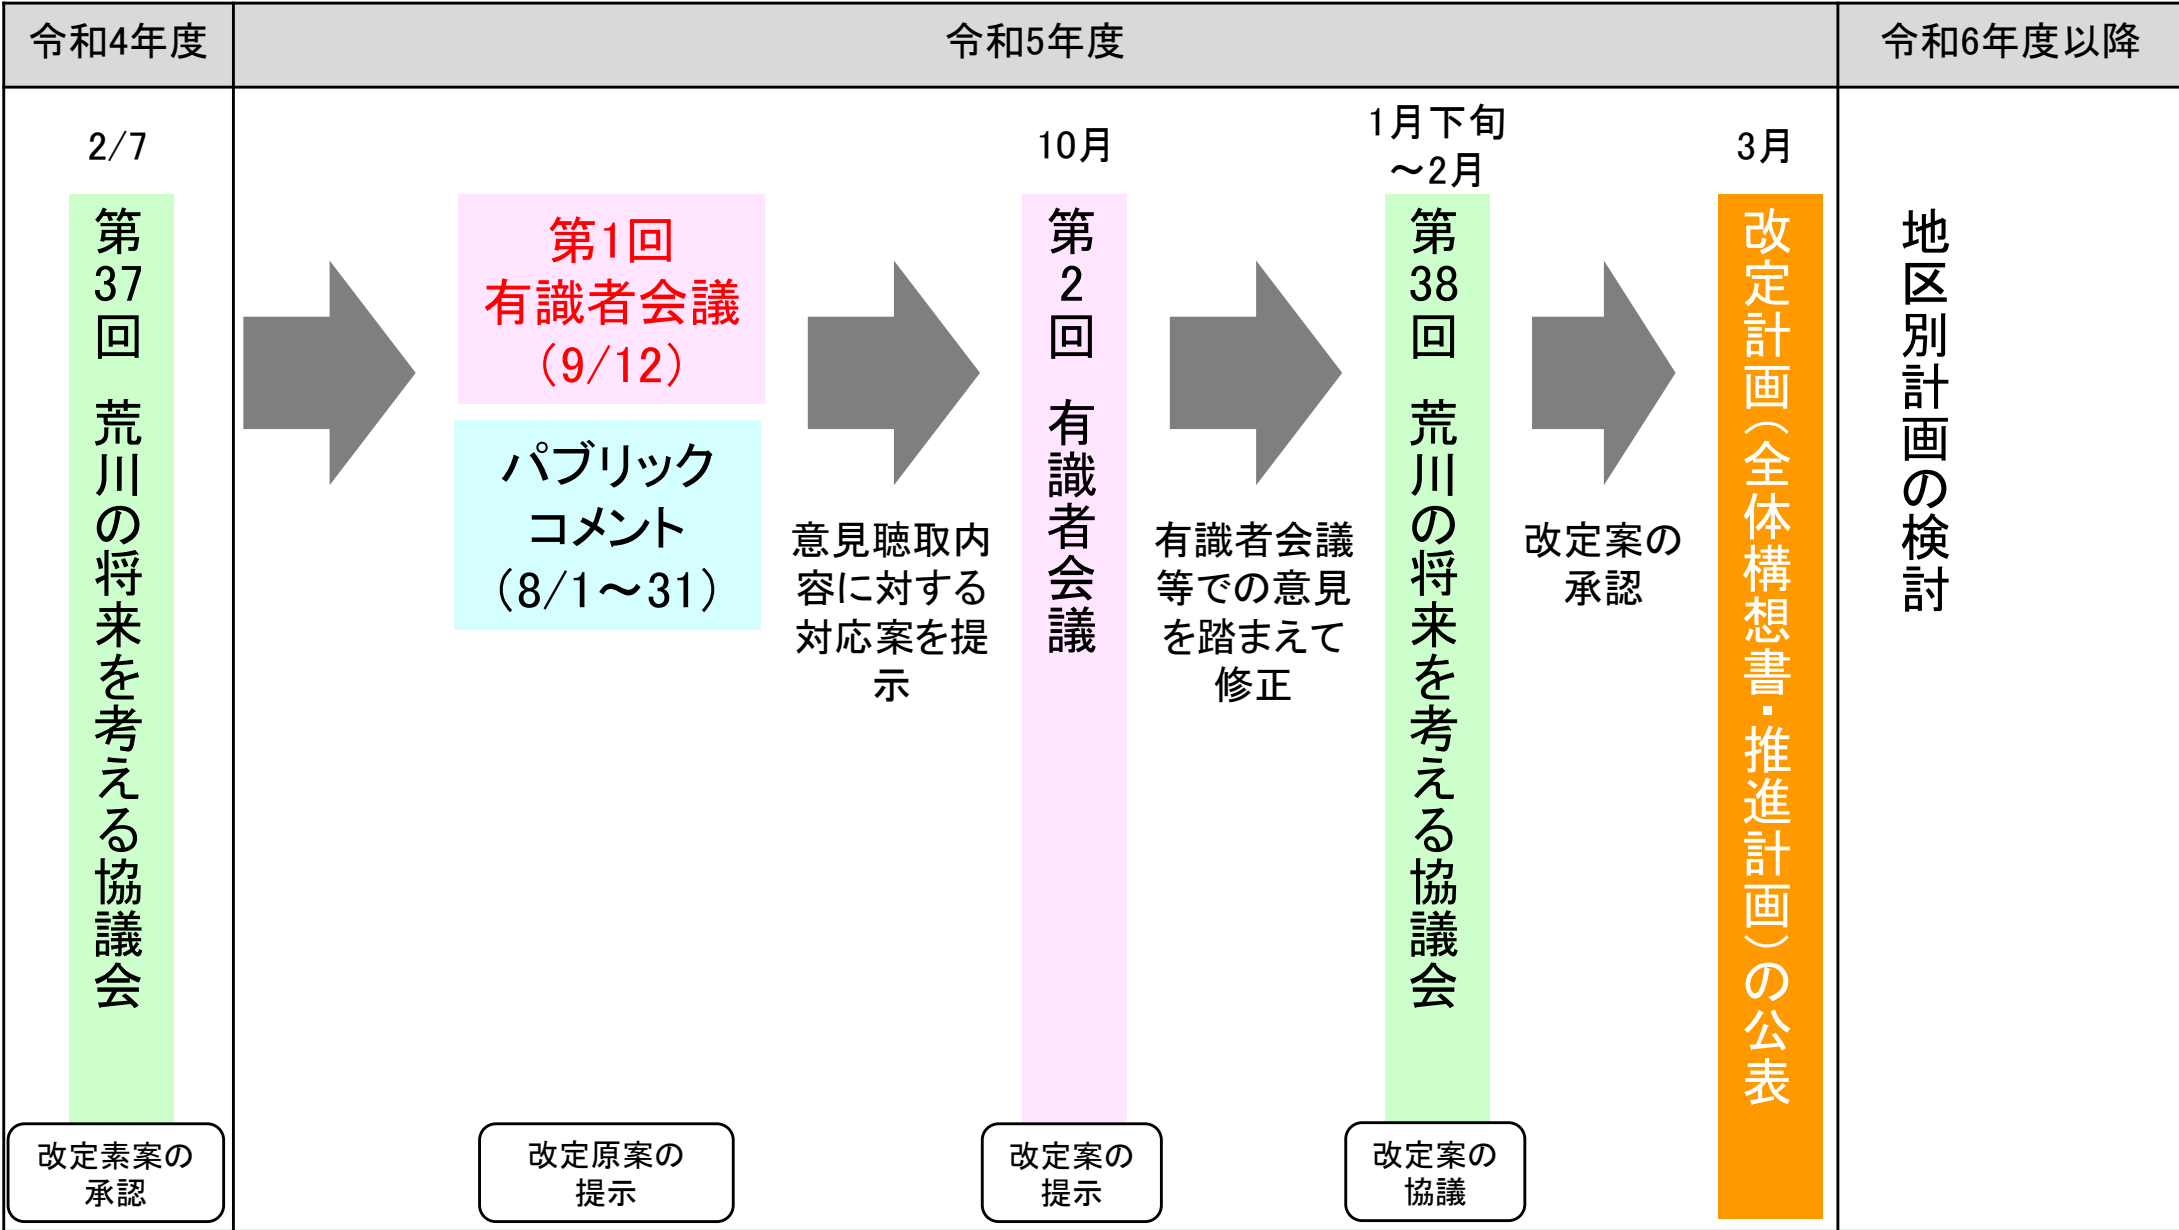 令和4年度
令和5年度
令和6年度以降
2/7
第37回 荒川の将来を考える協議会
改定素案の
承認
第1回
有識者会議
（9/12）
パブリック
コメント
（8/1～31）
改定原案の
提示
意見聴取内
容に対する
対応案を提
示
10月
第2回 有識者会議
改定案の
提示
有識者会議
等での意見
を踏まえて
修正
1月下旬
～2月
第38回 荒川の将来を考える協議会
改定案の
協議
改定案の
承認
3月
改定計画（全体構想書・推進計画）の公表
地区別計画の検討